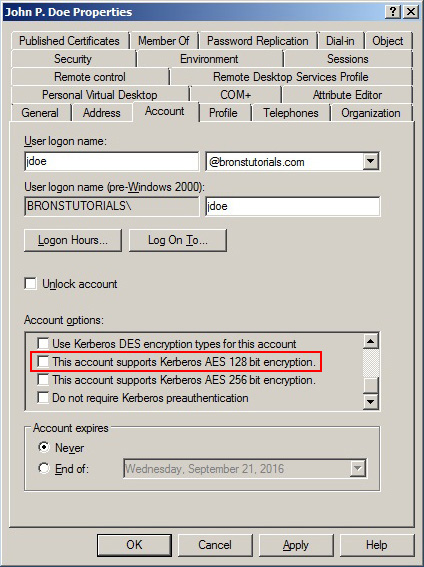 John P. Doe Properties
Published Certificates Member Of Password Replication Dial-in Object
Security Environment Sessions
Remote control Remote Desktop Services Profile
Personal Virtual Desktop COM+ Attribute Editor
General Address Account Profile Telephones Organization
User logon name:
jdoe @bronstutorials.com
User logon name (pre-Windows 2000):
BRONSTUTORIALS\ jdoe
Logon Hours... Log On To...
Unlock account
Account options:
Use Kerberos DES encryption types for this account
This account supports Kerberos AES 128 bit encryption.
This account supports Kerberos AES 256 bit encryption.
Do not require Kerberos preauthentication
Account expires
Never
End of: Wednesday, September 21, 2016
OK Cancel Apply Help